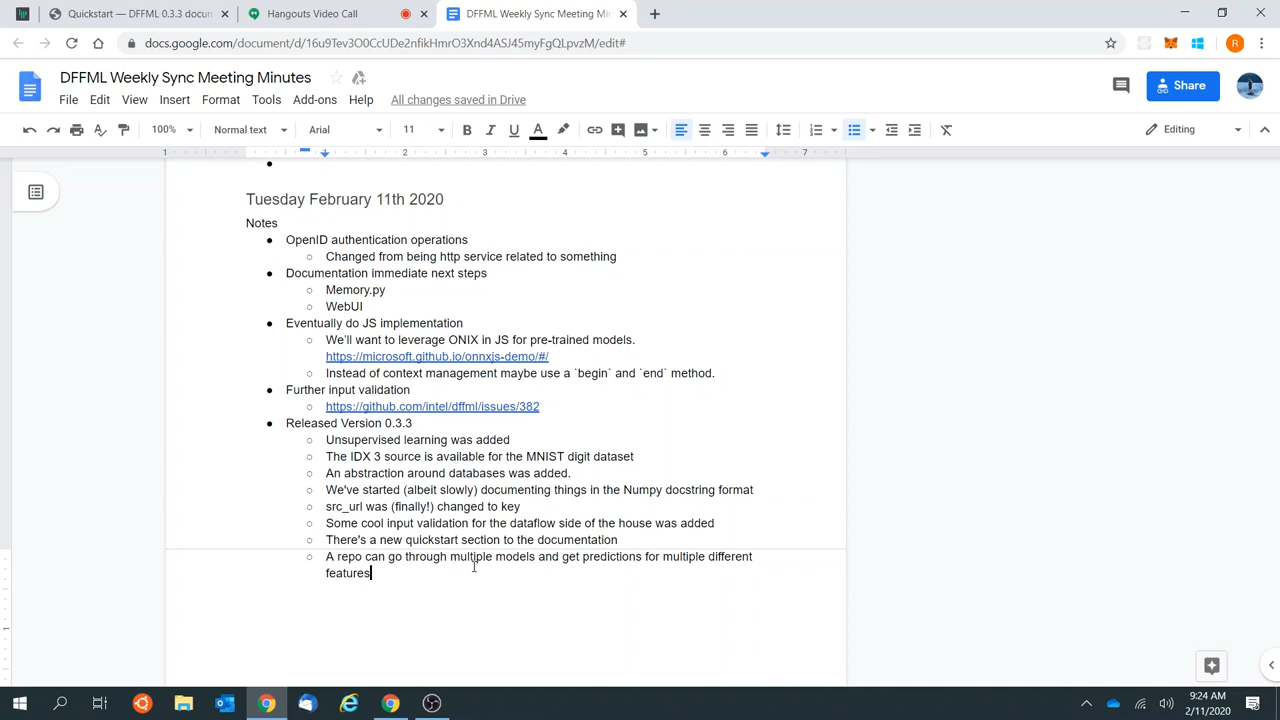 Quickstart — DFFML 0.3.3 docum
Hangouts Video Call
DFFML Weekly Sync Meeting Min
docs.google.com/document/d/16u9Tev3O0CcUDe2nfikHmrO3Xnd4ASJ45myFgQLpvzM/edit#
R
DFFML Weekly Sync Meeting Minutes
File Edit View Insert Format Tools Add-ons Help All changes saved in Drive
Share
100% Normal text Arial 11 B I U A Editing
1 1 2 3 4 5 6 7
Tuesday February 11th 2020
Notes
● OpenID authentication operations
○ Changed from being http service related to something
● Documentation immediate next steps
○ Memory.py
○ WebUI
● Eventually do JS implementation
○ We'll want to leverage ONIX in JS for pre-trained models.
https://microsoft.github.io/onnxjs-demo/#/
○ Instead of context management maybe use a `begin` and `end` method.
● Further input validation
○ https://github.com/intel/dffml/issues/382
● Released Version 0.3.3
○ Unsupervised learning was added
○ The IDX 3 source is available for the MNIST digit dataset
○ An abstraction around databases was added.
○ We've started (albeit slowly) documenting things in the Numpy docstring format
○ src_url was (finally!) changed to key
○ Some cool input validation for the dataflow side of the house was added
○ There's a new quickstart section to the documentation
○ A repo can go through multiple models and get predictions for multiple different
features
1
9:24 AM
2/11/2020